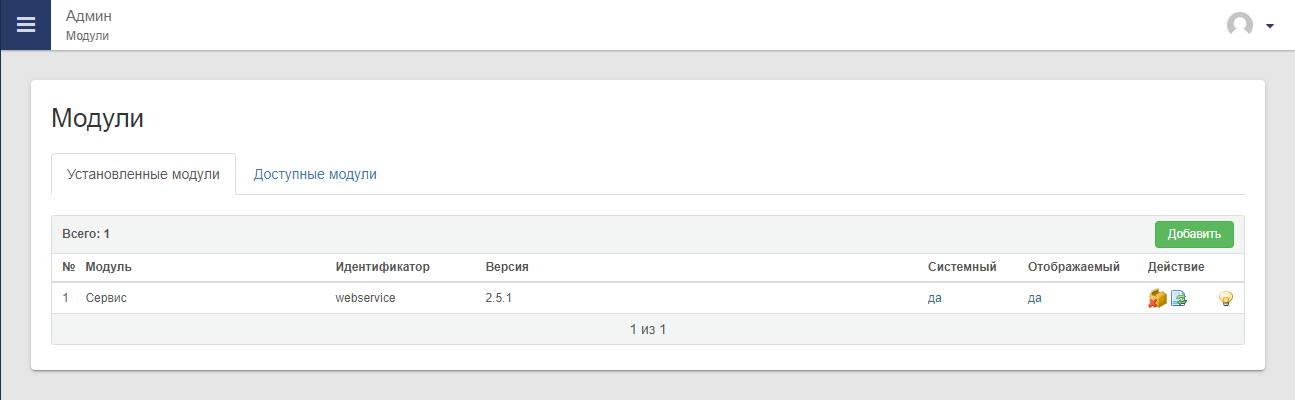 Админ
Модули
Модули
Установленные модули Доступные модули
Всего: 1 Добавить
№ Модуль Идентификатор Версия Системный Отображаемый Действие
1 Сервис webservice 2.5.1 да да
1 из 1